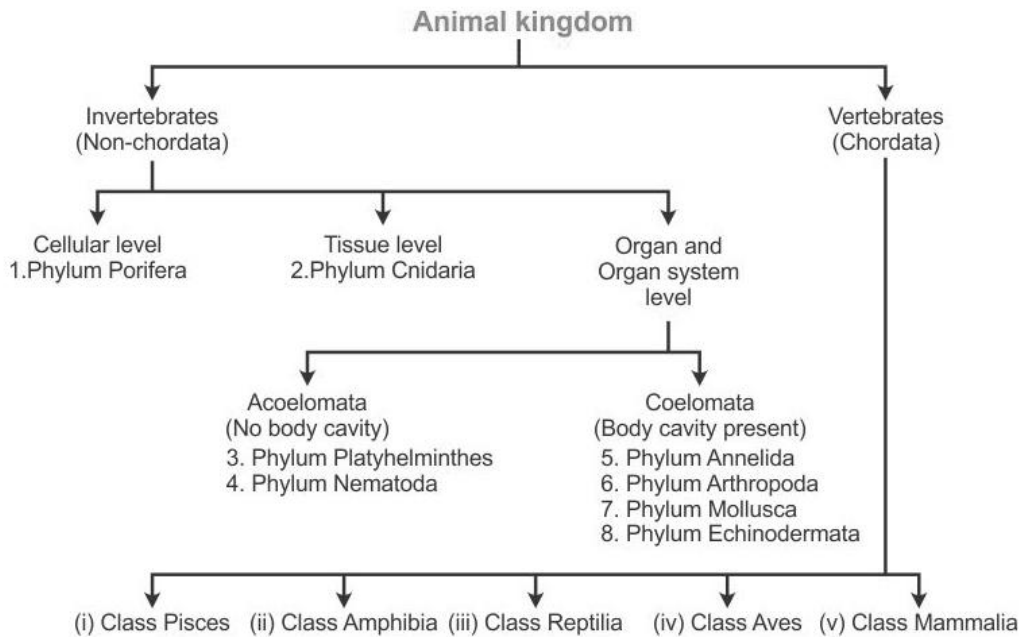 Animal kingdom
Invertebrates
(Non-chordata)
Vertebrates
(Chordata)
Cellular level
1.Phylum Porifera
Tissue level
2.Phylum Cnidaria
Organ and
Organ system
level
Acoelomata
(No body cavity)
3. Phylum Platyhelminthes
4. Phylum Nematoda
Coelomata
(Body cavity present)
5. Phylum Annelida
6. Phylum Arthropoda
7. Phylum Mollusca
8. Phylum Echinodermata
(i) Class Pisces
(ii) Class Amphibia
(iii) Class Reptilia
(iv) Class Aves
(v) Class Mammalia